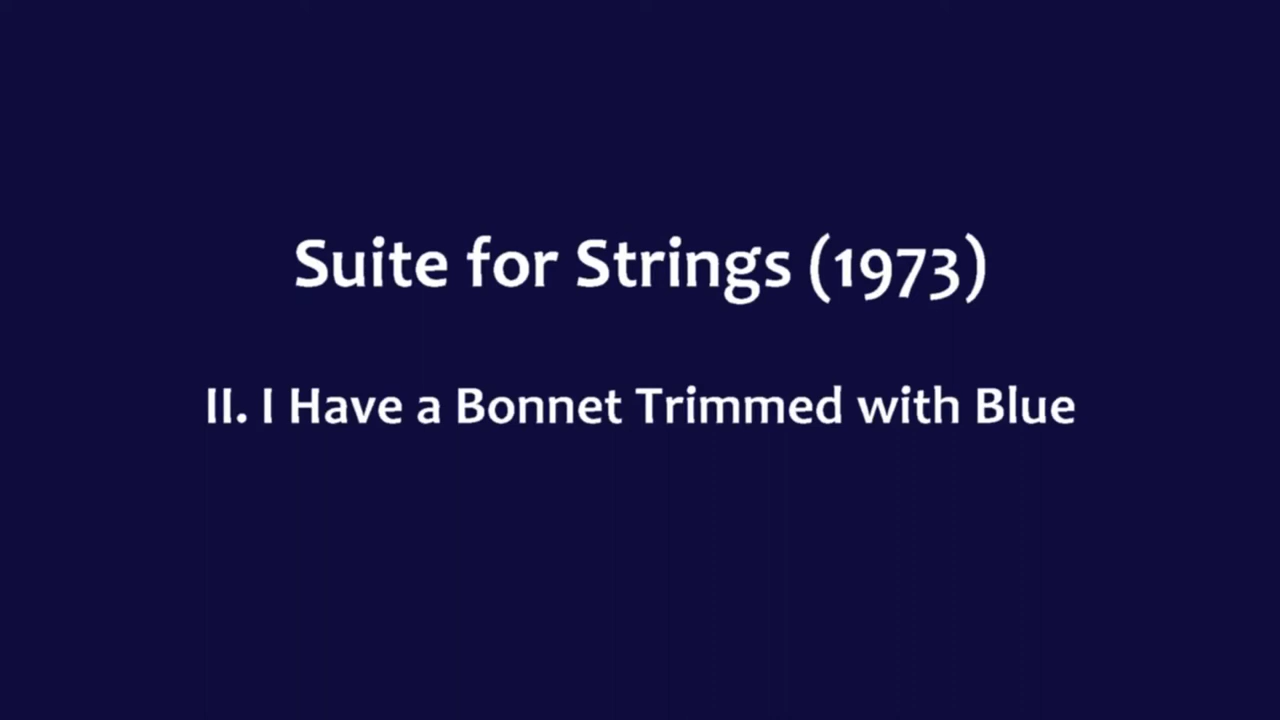 Suite for Strings (1973)
II. I Have a Bonnet Trimmed with Blue